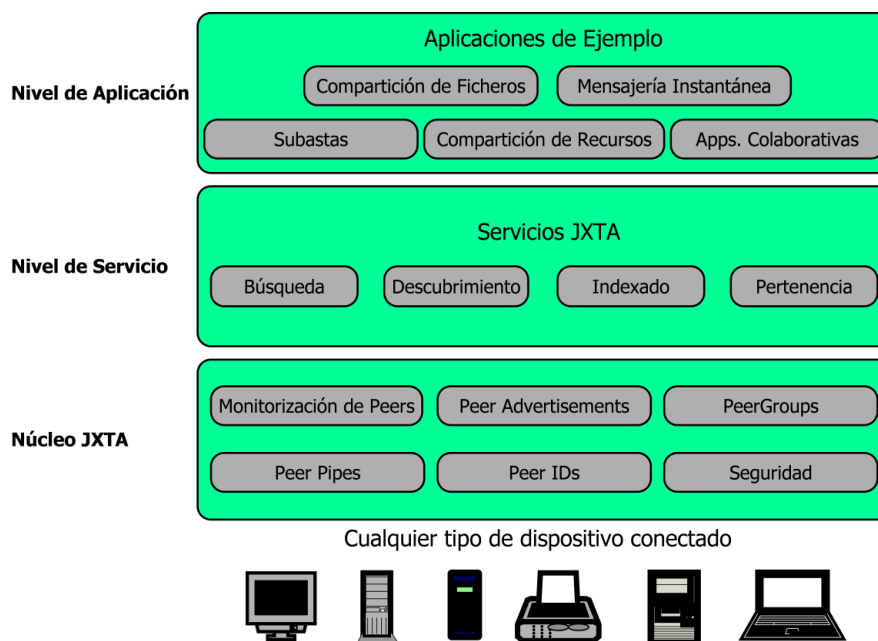 Aplicaciones de Ejemplo
Nivel de Aplicación
Compartición de Ficheros
Mensajería Instantánea
Subastas
Compartición de Recursos
Apps. Colaborativas
Servicios JXTA
Nivel de Servicio
Búsqueda
Descubrimiento
Indexado
Pertenencia
Monitorización de Peers
Peer Advertisements
PeerGroups
Núcleo JXTA
Peer Pipes
Peer IDs
Seguridad
Cualquier tipo de dispositivo conectado